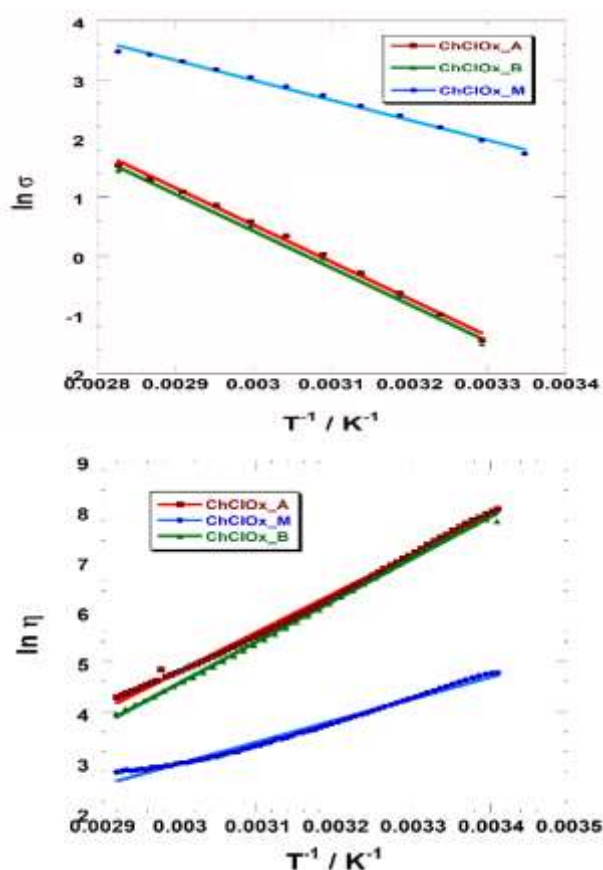 4
ChClOx_A
ChClOx_B
ChClOx_M
3
2
ln σ
1
0
-1
-2
0.0028 0.0029 0.003 0.0031 0.0032 0.0033 0.0034
T⁻¹ / K⁻¹
9
8
ChClOx_A
ChClOx_M
ChClOx_B
7
6
ln η
5
4
3
2
0.0029 0.003 0.0031 0.0032 0.0033 0.0034 0.0035
T⁻¹ / K⁻¹